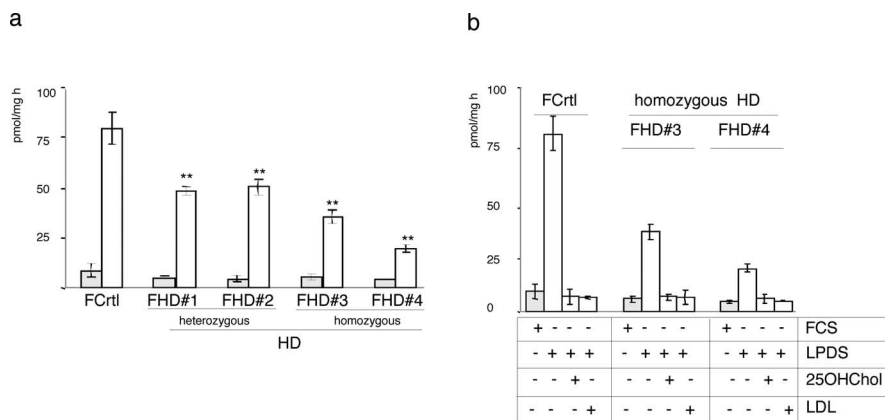 a
pmol/mg h
100
75
50
25
**
**
**
**
FCrtl FHD#1 FHD#2 FHD#3 FHD#4
heterozygous homozygous
HD
b
pmol/mg h
100
75
50
25
0
FCrtl homozygous HD
FHD#3 FHD#4
+ - - - + - - - + - - - FCS
- + + + - + + + - + + + LPDS
- - + - - - + - - - + - 25OHChol
- - - + - - - + - - - + LDL